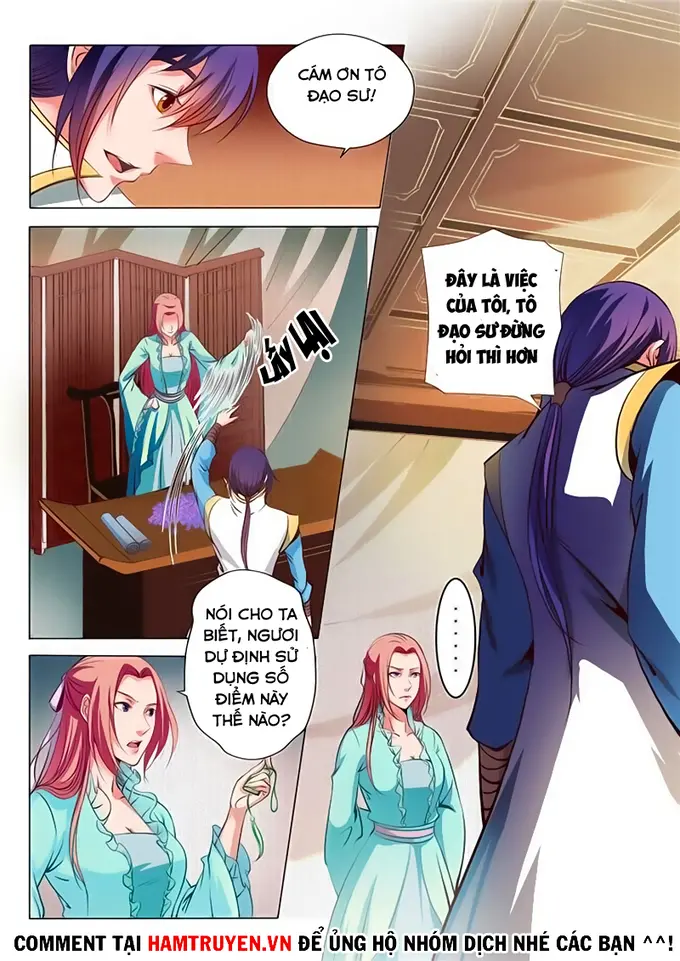 CÁM ƠN TÔ
ĐẠO SƯ!
LẤY LẠI
NÓI CHO TA
BIẾT, NGƯƠI
DỰ ĐỊNH SỬ
DỤNG SỐ
ĐIỂM NÀY
THẾ NÀO?
ĐÂY LÀ VIỆC
CỦA TÔI, TÔ
ĐẠO SƯ ĐỪNG
HỎI THÌ HƠN
......
COMMENT TẠI HAMTRUYEN.VN ĐỂ ỦNG HỘ NHÓM DỊCH NHÉ CÁC BẠN ^^!